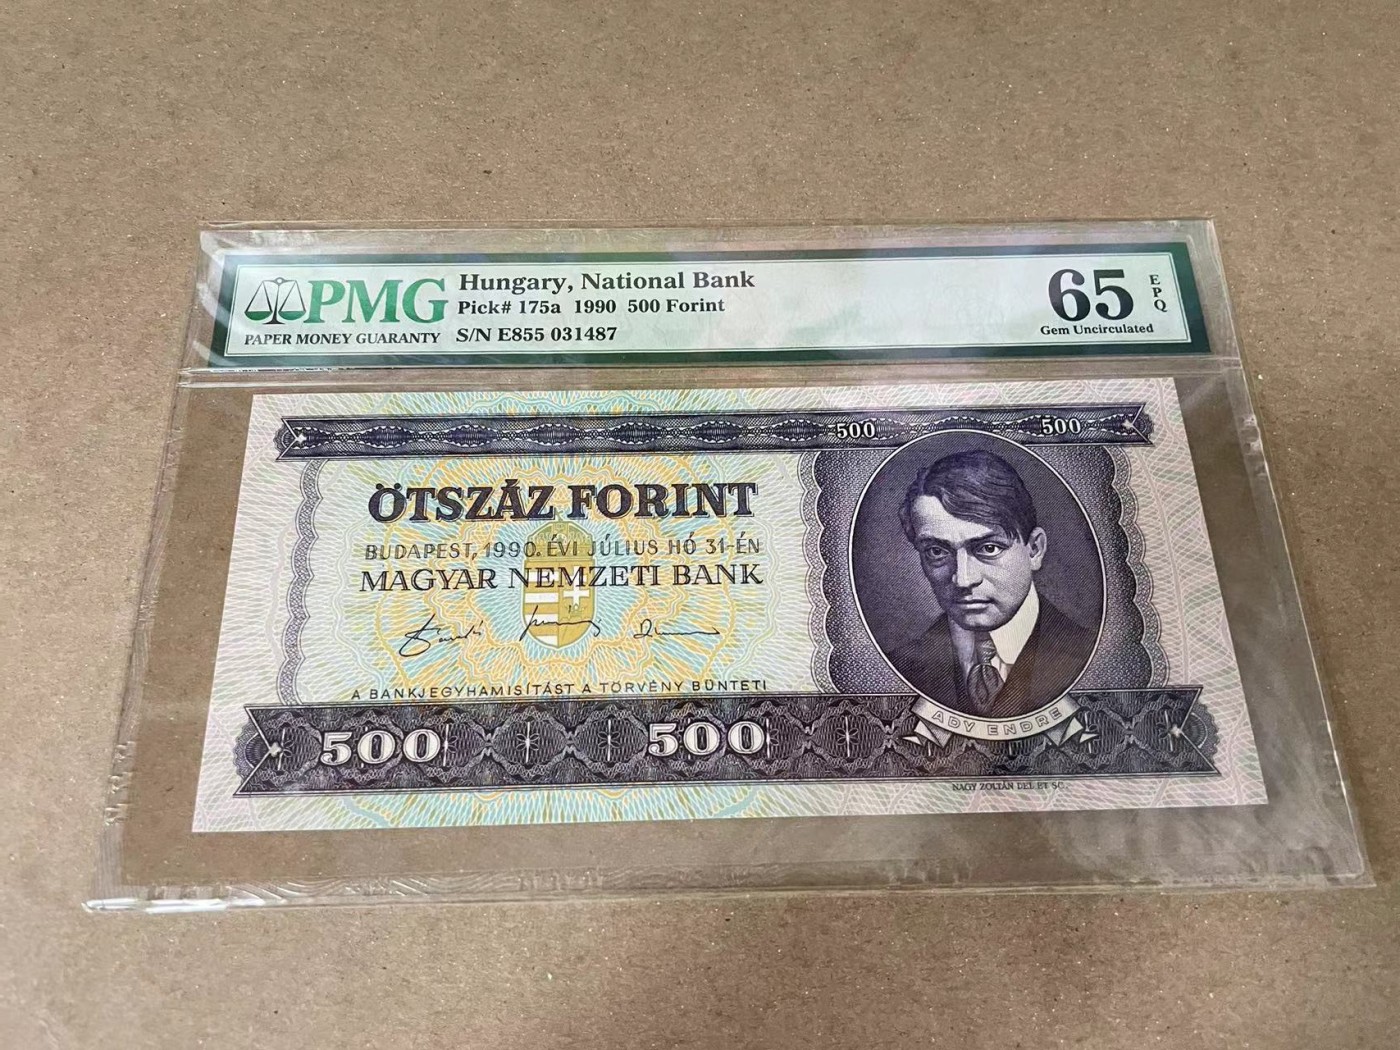 PMG
PAPER MONEY GUARANTY
Hungary, National Bank
Pick# 175a 1990 500 Forint
S/N E855 031487
65
EPQ
Gem Uncirculated
500 500
ÖTSZÁZ FORINT
BUDAPEST, 1990. ÉVI JÚLIUS HÓ 31-ÉN
MAGYAR NEMZETI BANK
A BANKJEGYHAMISÍTÁST A TÖRVÉNY BÜNTETI
500 500
ADY ENDRE
NAGY ZOLTÁN DEL ET SC.